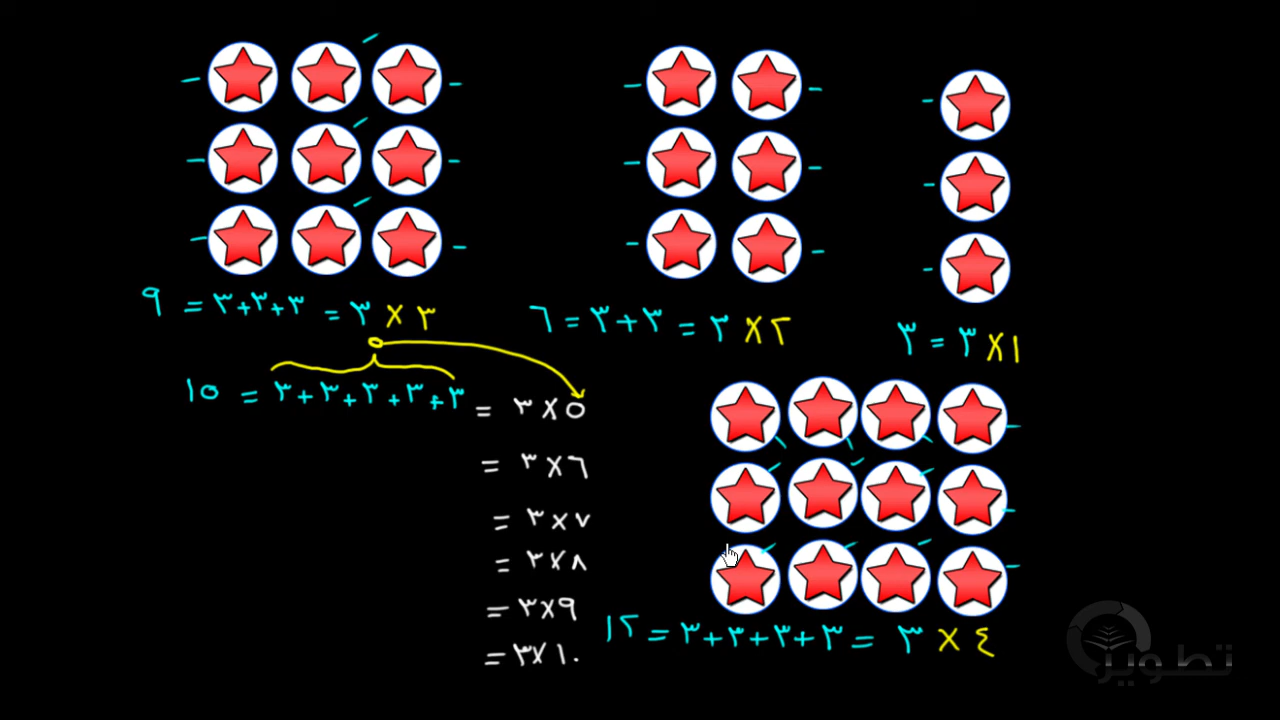 ١ × ٣ = ٣
٢ × ٣ = ٣ + ٣ = ٦
٣ × ٣ = ٣ + ٣ + ٣ = ٩
٤ × ٣ = ٣ + ٣ + ٣ + ٣ = ١٢
٥ × ٣ = ٣ + ٣ + ٣ + ٣ + ٣ = ١٥
٦ × ٣ =
٧ × ٣ =
٨ × ٣ =
٩ × ٣ =
١٠ × ٣ =
تطوير